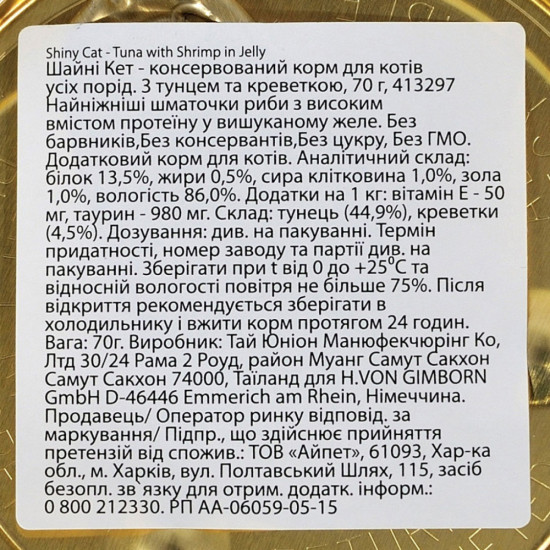 Shiny Cat - Tuna with Shrimp in Jelly
Шайні Кет - консервований корм для котів
усіх порід. З тунцем та креветкою, 70 г, 413297
Найніжніші шматочки риби з високим
вмістом протеїну у вишуканому желе. Без
барвників,Без консервантів,Без цукру, Без ГМО.
Додатковий корм для котів. Аналітичний склад:
білок 13,5%, жири 0,5%, сира клітковина 1,0%, зола
1,0%, вологість 86,0%. Додатки на 1 кг: вітамін Е - 50
мг, таурин - 980 мг. Склад: тунець (44,9%), креветки
(4,5%). Дозування: див. на пакуванні. Термін
придатності, номер заводу та партії див. на
пакуванні. Зберігати при t від 0 до +25°С та
відносній вологості повітря не більше 75%. Після
відкриття рекомендується зберігати в
холодильнику і вжити корм протягом 24 годин.
Вага: 70г. Виробник: Тай Юніон Манюфекчюрінг Ко,
Лтд 30/24 Рама 2 Роуд, район Муанг Самут Сакхон
Самут Сакхон 74000, Таїланд для H.VON GIMBORN
GmbH D-46446 Emmerich am Rhein, Німеччина.
Продавець/ Оператор ринку відповід. за
маркування/ Підпр., що здійснює прийняття
претензій від спожив.: ТОВ «Айпет», 61093, Хар-ка
обл., м. Харків, вул. Полтавський Шлях, 115, засіб
безопл. зв`язку для отрим. додатк. інформ.:
0 800 212330. РП АА-06059-05-15